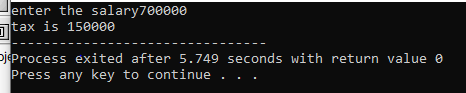 enter the salary700000
tax is 150000
--------------------------------
Process exited after 5.749 seconds with return value 0
Press any key to continue . . .